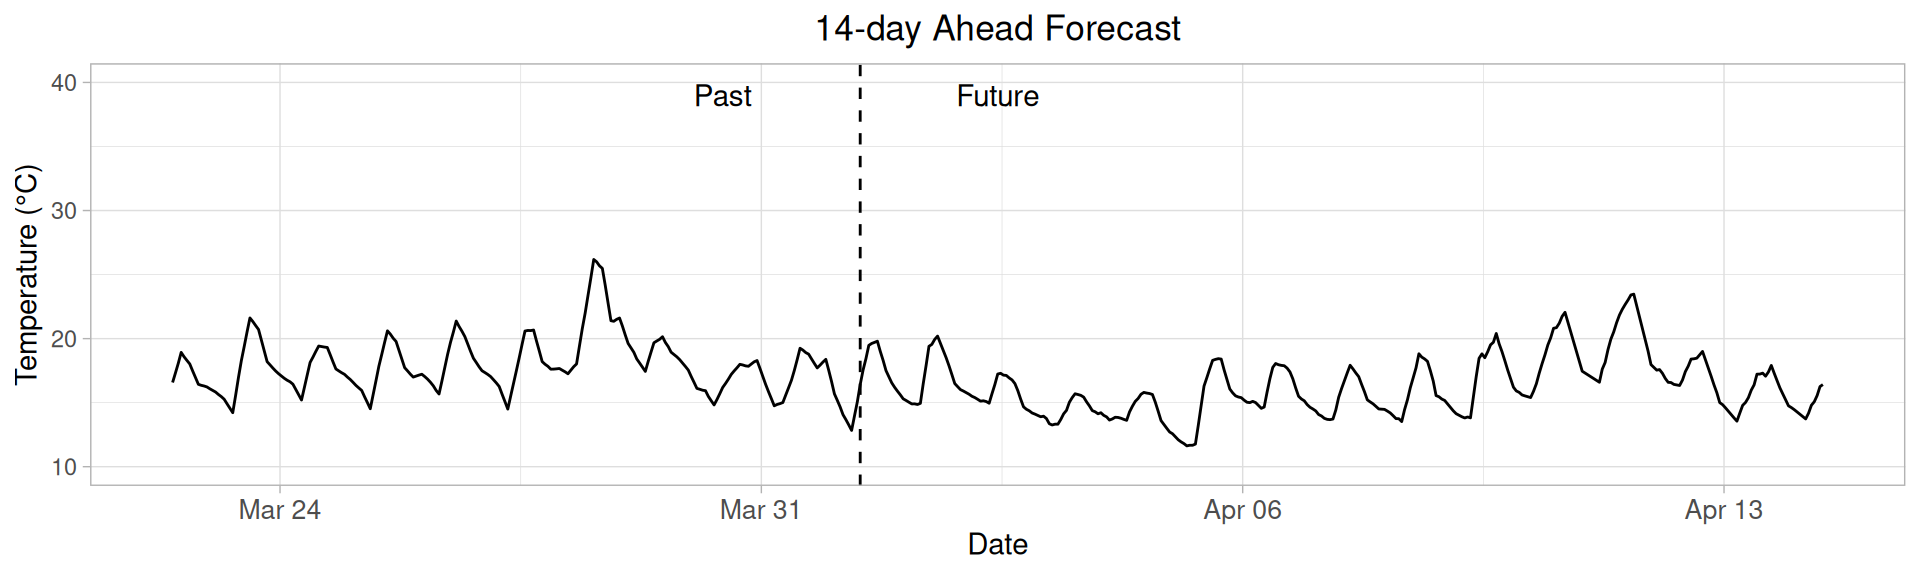 14-day Ahead Forecast
Past
Future
Temperature (°C)
40
30
20
10
Mar 24
Mar 31
Apr 06
Apr 13
Date